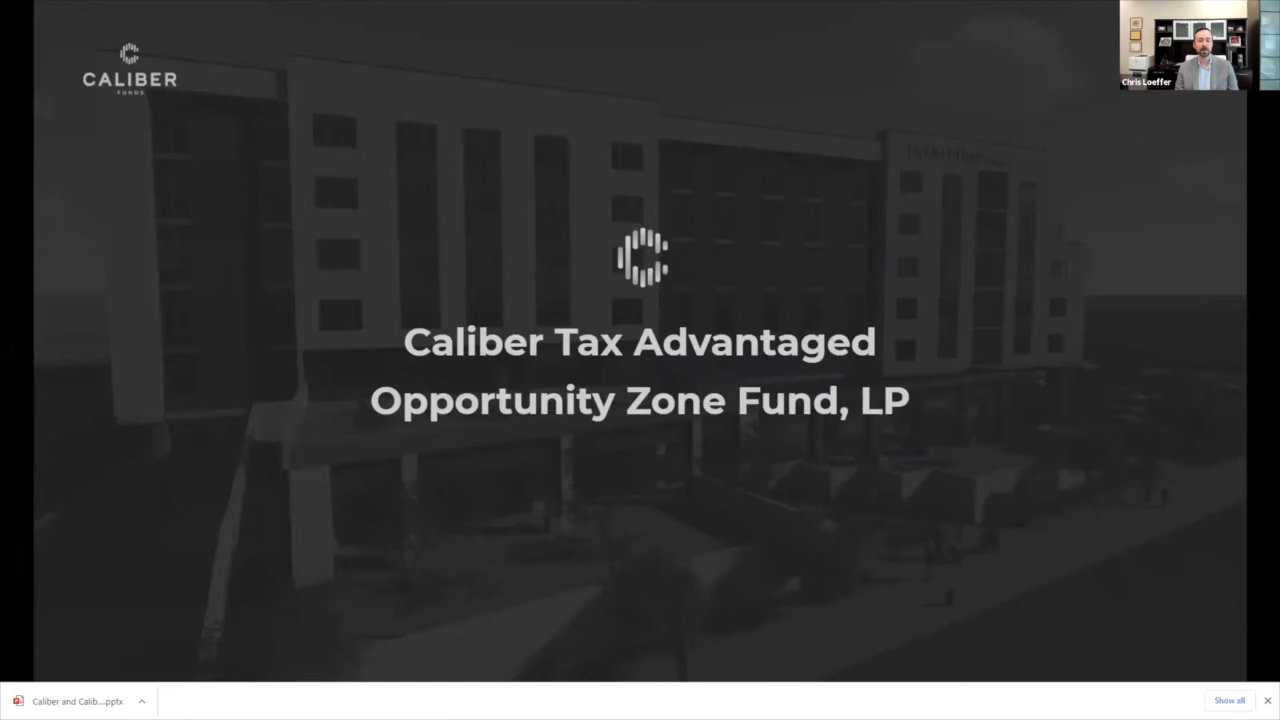 CALIBER
FUNDS
Chris Loeffer
Caliber Tax Advantaged
Opportunity Zone Fund, LP
Caliber and Calib....pptx
Show all